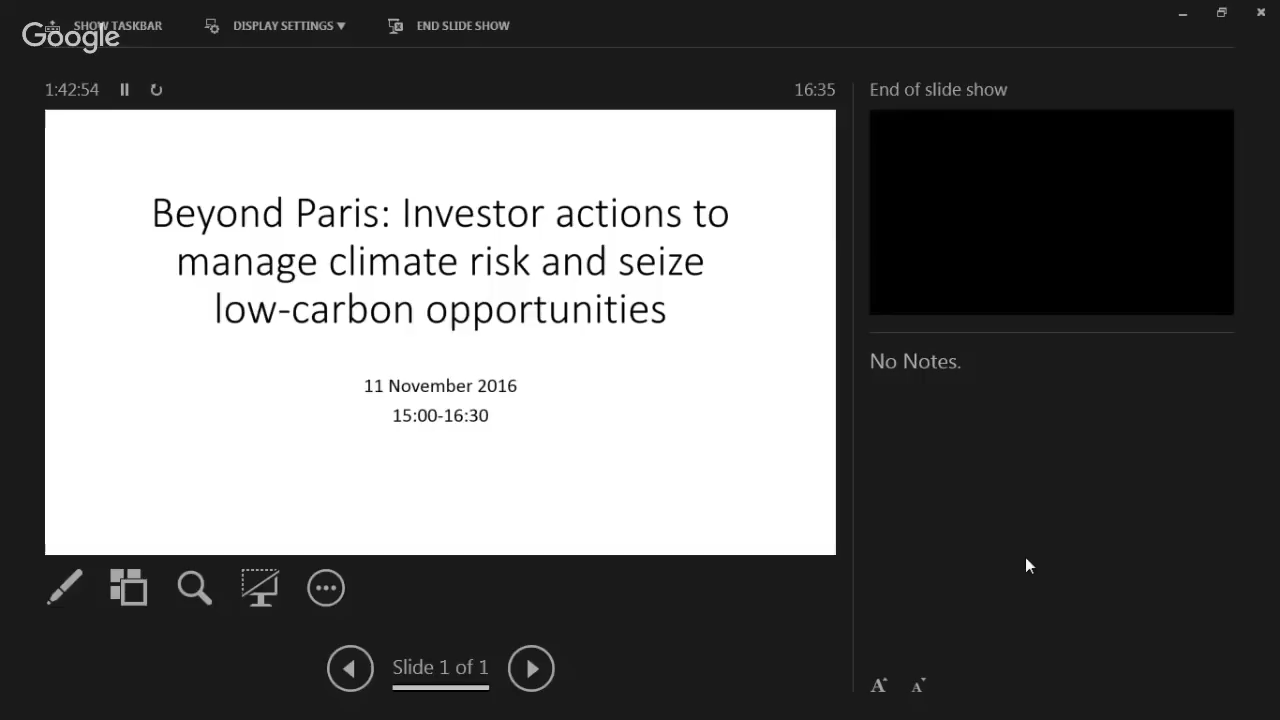 SHOW TASKBAR
DISPLAY SETTINGS ▼
END SLIDE SHOW
Google
1:42:54
16:35
End of slide show
Beyond Paris: Investor actions to
manage climate risk and seize
low-carbon opportunities
11 November 2016
15:00-16:30
No Notes.
Slide 1 of 1
A A